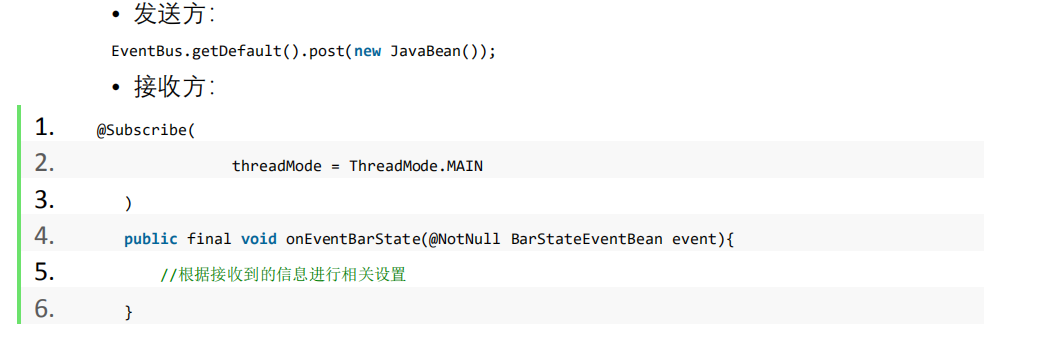 • 发送方:
EventBus.getDefault().post(new JavaBean());
• 接收方:
1. @Subscribe(
2. threadMode = ThreadMode.MAIN
3. )
4. public final void onEventBarState(@NotNull BarStateEventBean event){
5. //根据接收到的信息进行相关设置
6. }